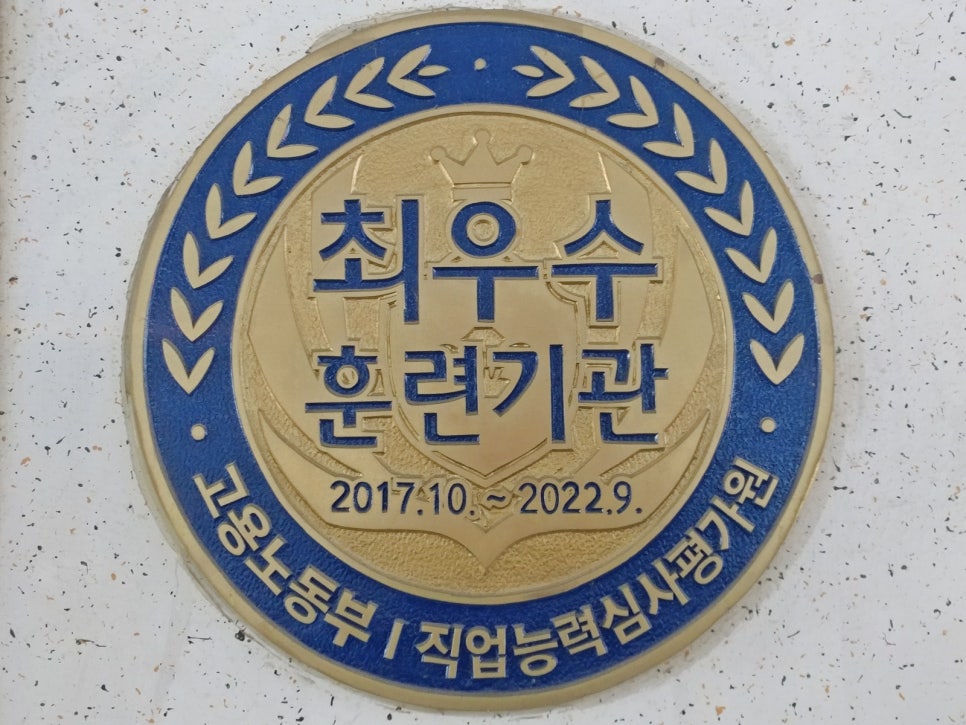 최우수
훈련기관
2017.10. ~ 2022.9.
고용노동부 | 직업능력심사평가원